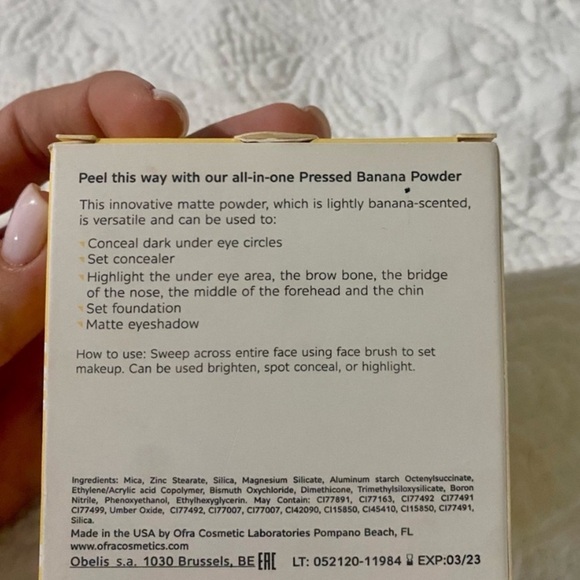 Peel this way with our all-in-one Pressed Banana Powder
This innovative matte powder, which is lightly banana-scented,
is versatile and can be used to:
Conceal dark under eye circles
Set concealer
Highlight the under eye area, the brow bone, the bridge
of the nose, the middle of the forehead and the chin
Set foundation
Matte eyeshadow
How to use: Sweep across entire face using face brush to set
makeup. Can be used brighten, spot conceal, or highlight.
Ingredients: Mica, Zinc Stearate, Silica, Magnesium Silicate, Aluminum starch Octenylsuccinate,
Ethylene/Acrylic acid Copolymer, Bismuth Oxychloride, Dimethicone, Trimethylsiloxysilicate, Boron
Nitrile, Phenoxyethanol, Ethylhexyglycerin. May Contain: CI77891, CI77163, CI77492 CI77491
CI77499, Umber Oxide, CI77492, CI77007, CI77007, CI42090, CI15850, CI45410, CI15850, CI77491,
Silica.
Made in the USA by Ofra Cosmetic Laboratories Pompano Beach, FL
www.ofracosmetics.com
Obelis s.a. 1030 Brussels, BE EAC LT: 052120-11984 EXP:03/23